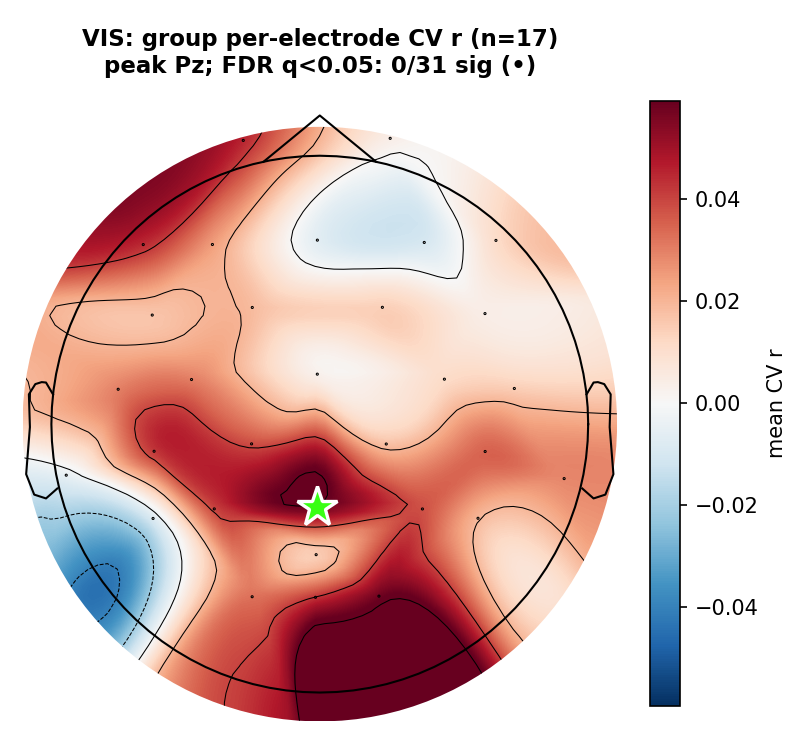 VIS: group per-electrode CV r (n=17)
peak Pz; FDR q<0.05: 0/31 sig (•)
0.04
0.02
0.00
−0.02
−0.04
mean CV r